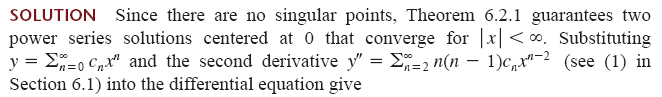 SOLUTION Since there are no singular points, Theorem 6.2.1 guarantees two
power series solutions centered at 0 that converge for |x| < ∞. Substituting
y = Σ∞n=0 cnxⁿ and the second derivative y″ = Σ∞n=2 n(n − 1)cnxⁿ⁻² (see (1) in
Section 6.1) into the differential equation give